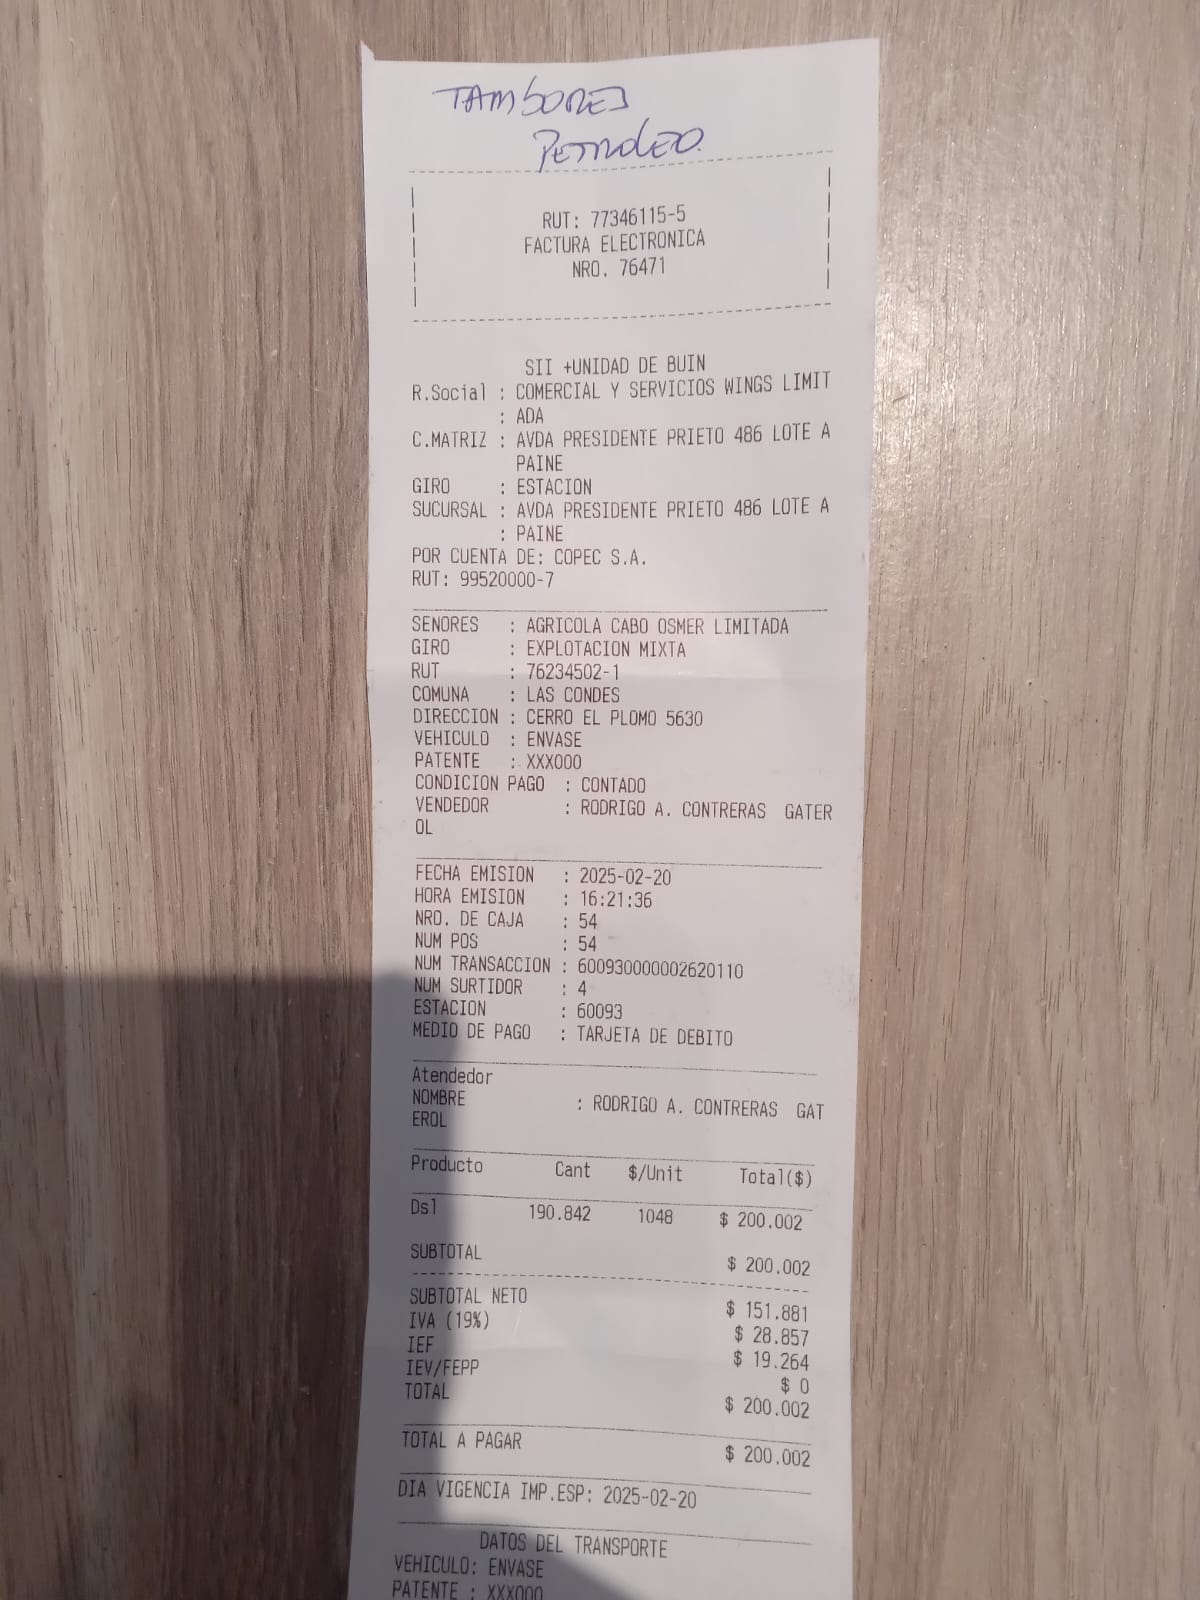 TAMBORES
PETROLEO.
RUT: 77346115-5
FACTURA ELECTRONICA
NRO. 76471
SII +UNIDAD DE BUIN
R.Social : COMERCIAL Y SERVICIOS WINGS LIMIT
: ADA
C.MATRIZ : AVDA PRESIDENTE PRIETO 486 LOTE A
PAINE
GIRO : ESTACION
SUCURSAL : AVDA PRESIDENTE PRIETO 486 LOTE A
: PAINE
POR CUENTA DE: COPEC S.A.
RUT: 99520000-7
SENORES : AGRICOLA CABO OSMER LIMITADA
GIRO : EXPLOTACION MIXTA
RUT : 76234502-1
COMUNA : LAS CONDES
DIRECCION : CERRO EL PLOMO 5630
VEHICULO : ENVASE
PATENTE : XXX000
CONDICION PAGO : CONTADO
VENDEDOR : RODRIGO A. CONTRERAS GATER
OL
FECHA EMISION : 2025-02-20
HORA EMISION : 16:21:36
NRO. DE CAJA : 54
NUM POS : 54
NUM TRANSACCION : 600930000002620110
NUM SURTIDOR : 4
ESTACION : 60093
MEDIO DE PAGO : TARJETA DE DEBITO
Atendedor
NOMBRE : RODRIGO A. CONTRERAS GAT
EROL
Producto Cant $/Unit Total($)
Dsl 190.842 1048 $ 200.002
SUBTOTAL $ 200.002
SUBTOTAL NETO $ 151.881
IVA (19%) $ 28.857
IEF $ 19.264
IEV/FEPP $ 0
TOTAL $ 200.002
TOTAL A PAGAR $ 200.002
DIA VIGENCIA IMP.ESP: 2025-02-20
DATOS DEL TRANSPORTE
VEHICULO: ENVASE
PATENTE : XXX000